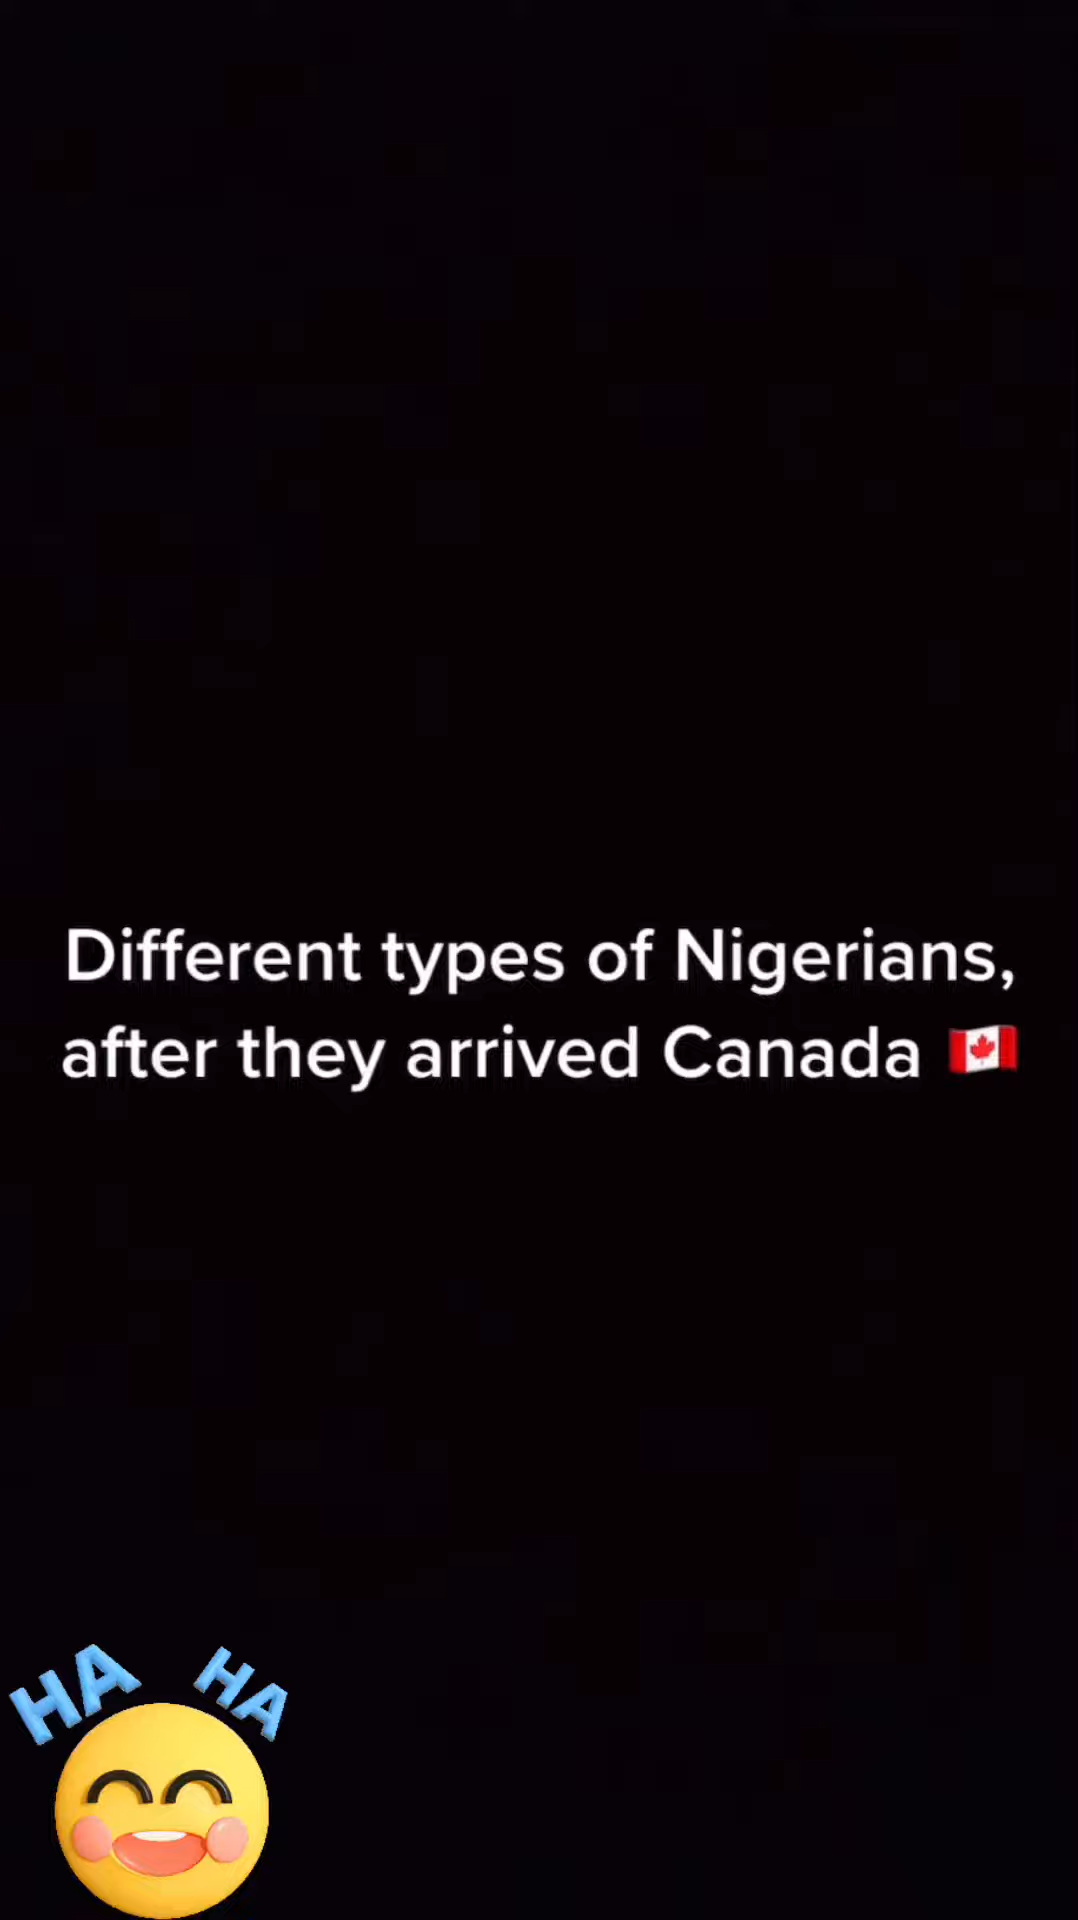 Different types of Nigerians,
after they arrived Canada 🇨🇦
HA HA